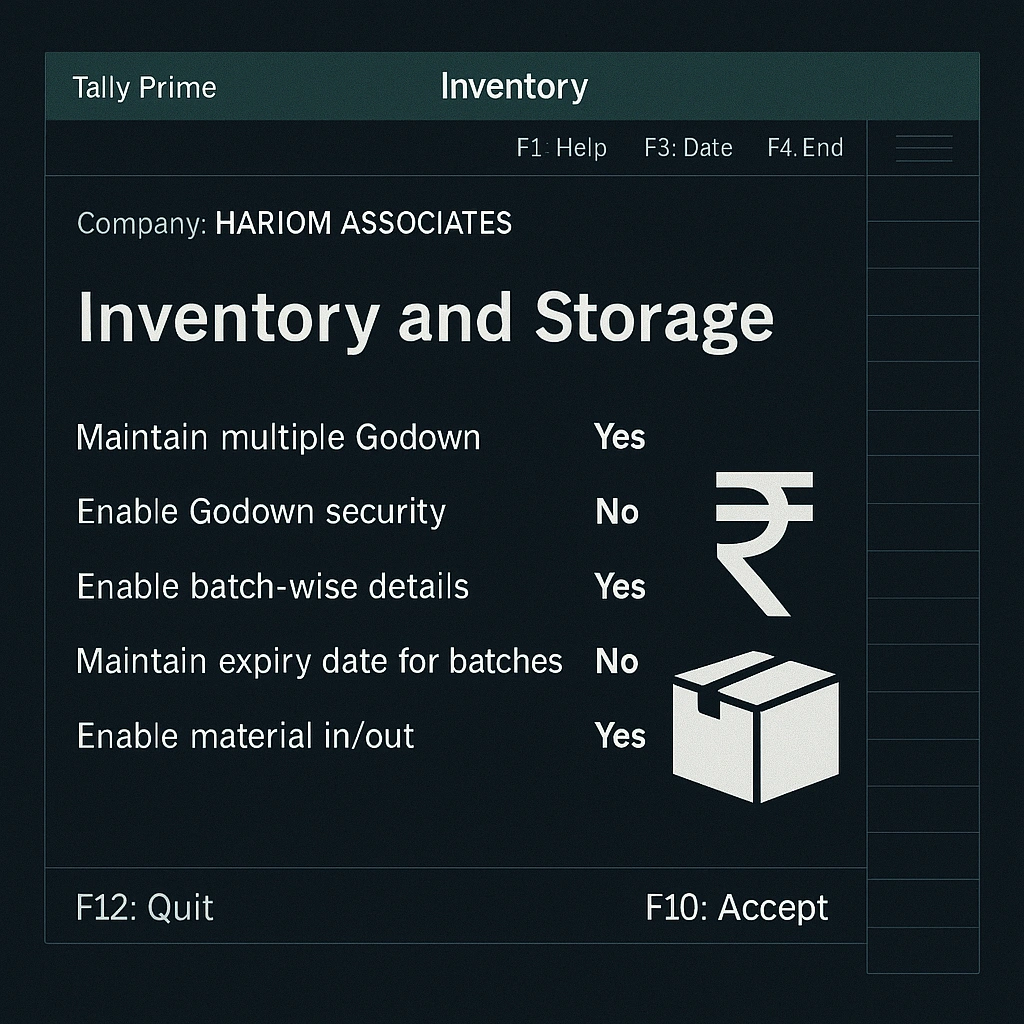 Tally Prime Inventory
F1: Help F3: Date F4. End
Company: HARIOM ASSOCIATES
Inventory and Storage
Maintain multiple Godown Yes
Enable Godown security No
Enable batch-wise details Yes
Maintain expiry date for batches No
Enable material in/out Yes
₹
F12: Quit F10: Accept